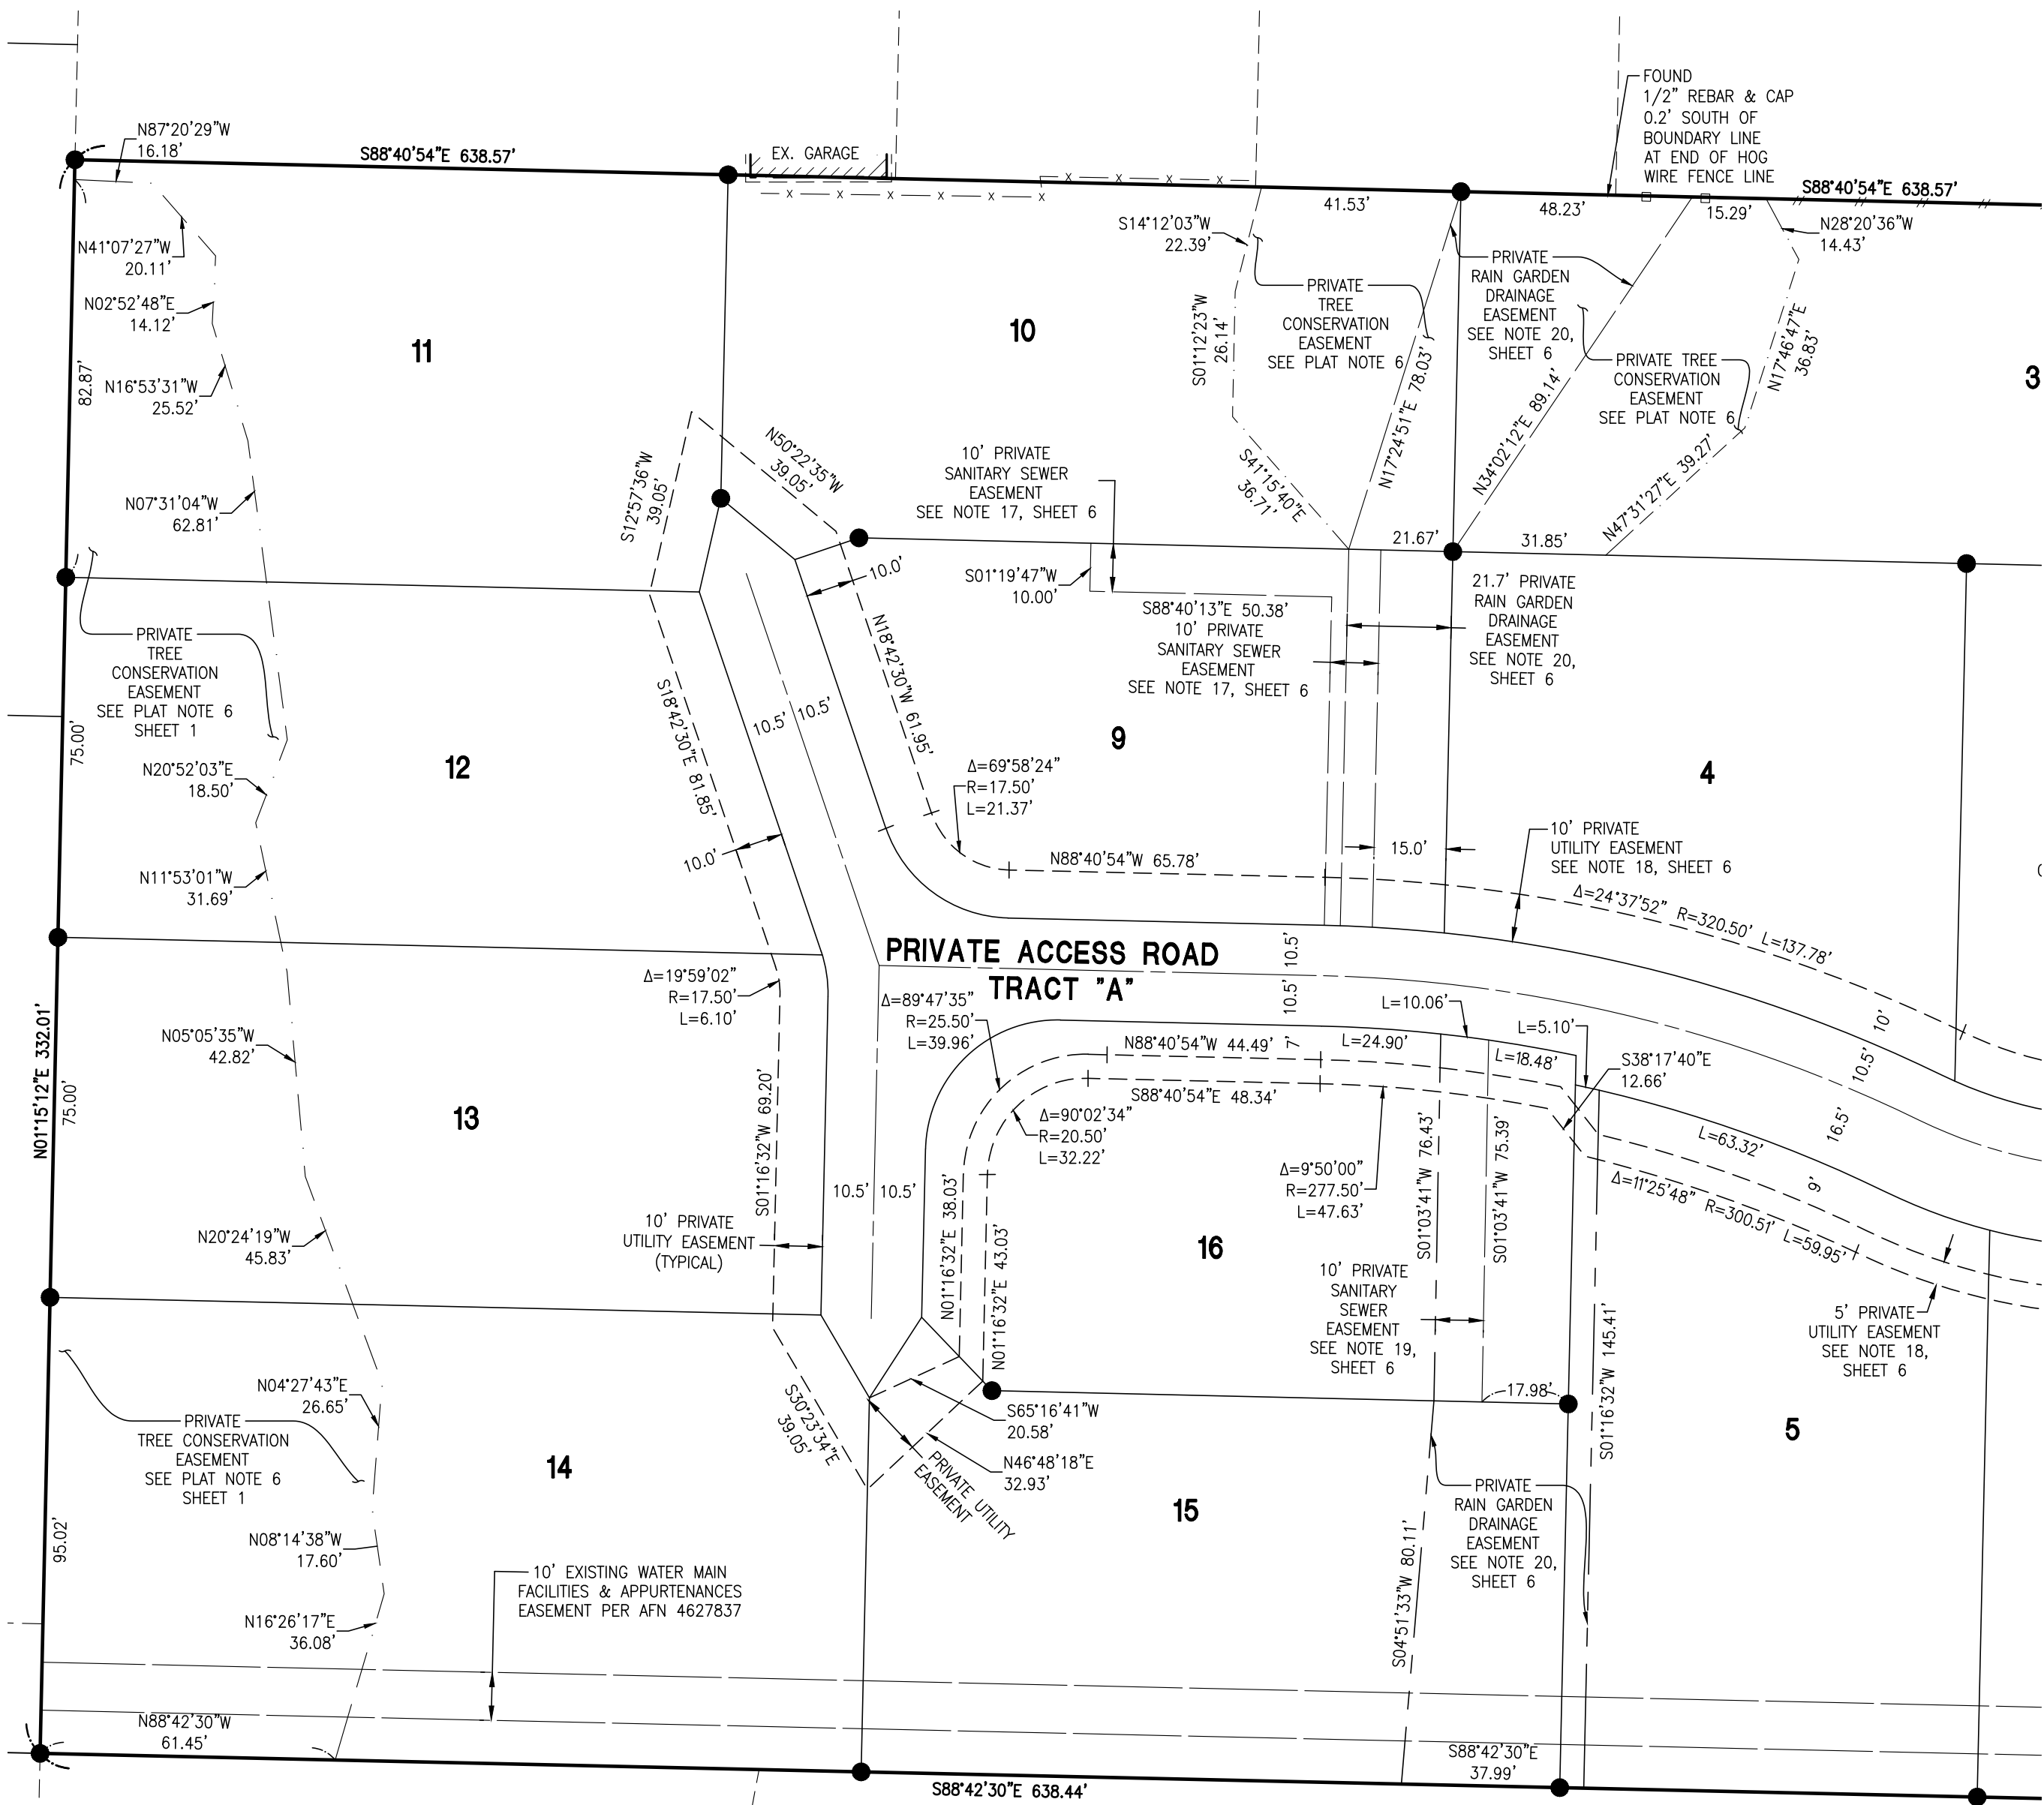 FOUND
1/2" REBAR & CAP
0.2' SOUTH OF
BOUNDARY LINE
AT END OF HOG
WIRE FENCE LINE
N87°20'29"W
16.18'
S88°40'54"E 638.57'
EX. GARAGE
S88°40'54"E 638.57'
41.53'
48.23'
15.29'
N28°20'36"W
14.43'
S14°12'03"W
22.39'
N41°07'27"W
20.11'
N02°52'48"E
14.12'
N16°53'31"W
25.52'
82.87'
11
10
3
S01°12'23"W
26.14'
PRIVATE
TREE
CONSERVATION
EASEMENT
SEE PLAT NOTE 6
PRIVATE
RAIN GARDEN
DRAINAGE
EASEMENT
SEE NOTE 20,
SHEET 6
PRIVATE TREE
CONSERVATION
EASEMENT
SEE PLAT NOTE 6
N17°46'47"E
36.83'
N17°24'51"E 78.03'
N34°02'12"E 89.14'
N47°31'27"E 39.27'
S41°15'40"E
36.71'
N50°22'35"W
39.05'
S12°57'36"W
39.05'
10' PRIVATE
SANITARY SEWER
EASEMENT
SEE NOTE 17, SHEET 6
N07°31'04"W
62.81'
21.67'
31.85'
10.0'
S01°19'47"W
10.00'
S88°40'13"E 50.38'
10' PRIVATE
SANITARY SEWER
EASEMENT
SEE NOTE 17, SHEET 6
21.7' PRIVATE
RAIN GARDEN
DRAINAGE
EASEMENT
SEE NOTE 20,
SHEET 6
PRIVATE
TREE
CONSERVATION
EASEMENT
SEE PLAT NOTE 6
SHEET 1
N18°42'30"W 61.95'
S18°42'30"E 81.85'
10.5'
10.5'
75.00'
12
9
4
N20°52'03"E
18.50'
Δ=69°58'24"
R=17.50'
L=21.37'
10.0'
N88°40'54"W 65.78'
15.0'
10' PRIVATE
UTILITY EASEMENT
SEE NOTE 18, SHEET 6
N11°53'01"W
31.69'
Δ=24°37'52" R=320.50' L=137.78'
PRIVATE ACCESS ROAD
TRACT "A"
10.5'
10.5'
Δ=19°59'02"
R=17.50'
L=6.10'
Δ=89°47'35"
R=25.50'
L=39.96'
L=10.06'
L=5.10'
N88°40'54"W 44.49'
7'
L=24.90'
L=18.48'
S38°17'40"E
12.66'
10'
10.5'
16.5'
9'
N05°05'35"W
42.82'
N01°15'12"E 332.01'
75.00'
13
S01°16'32"W 69.20'
S88°40'54"E 48.34'
Δ=90°02'34"
R=20.50'
L=32.22'
S01°03'41"W 76.43'
S01°03'41"W 75.39'
L=63.32'
Δ=11°25'48" R=300.51' L=59.95'
Δ=9°50'00"
R=277.50'
L=47.63'
10.5'
10.5'
N01°16'32"E 38.03'
N01°16'32"E 43.03'
N20°24'19"W
45.83'
10' PRIVATE
UTILITY EASEMENT
(TYPICAL)
16
10' PRIVATE
SANITARY
SEWER
EASEMENT
SEE NOTE 19,
SHEET 6
S01°16'32"W 145.41'
5' PRIVATE
UTILITY EASEMENT
SEE NOTE 18,
SHEET 6
N04°27'43"E
26.65'
PRIVATE
TREE CONSERVATION
EASEMENT
SEE PLAT NOTE 6
SHEET 1
S30°23'34"E
39.05'
17.98'
S65°16'41"W
20.58'
N46°48'18"E
32.93'
PRIVATE UTILITY
EASEMENT
14
15
5
PRIVATE
RAIN GARDEN
DRAINAGE
EASEMENT
SEE NOTE 20,
SHEET 6
95.02'
N08°14'38"W
17.60'
10' EXISTING WATER MAIN
FACILITIES & APPURTENANCES
EASEMENT PER AFN 4627837
S04°51'33"W 80.11'
N16°26'17"E
36.08'
N88°42'30"W
61.45'
S88°42'30"E
37.99'
S88°42'30"E 638.44'